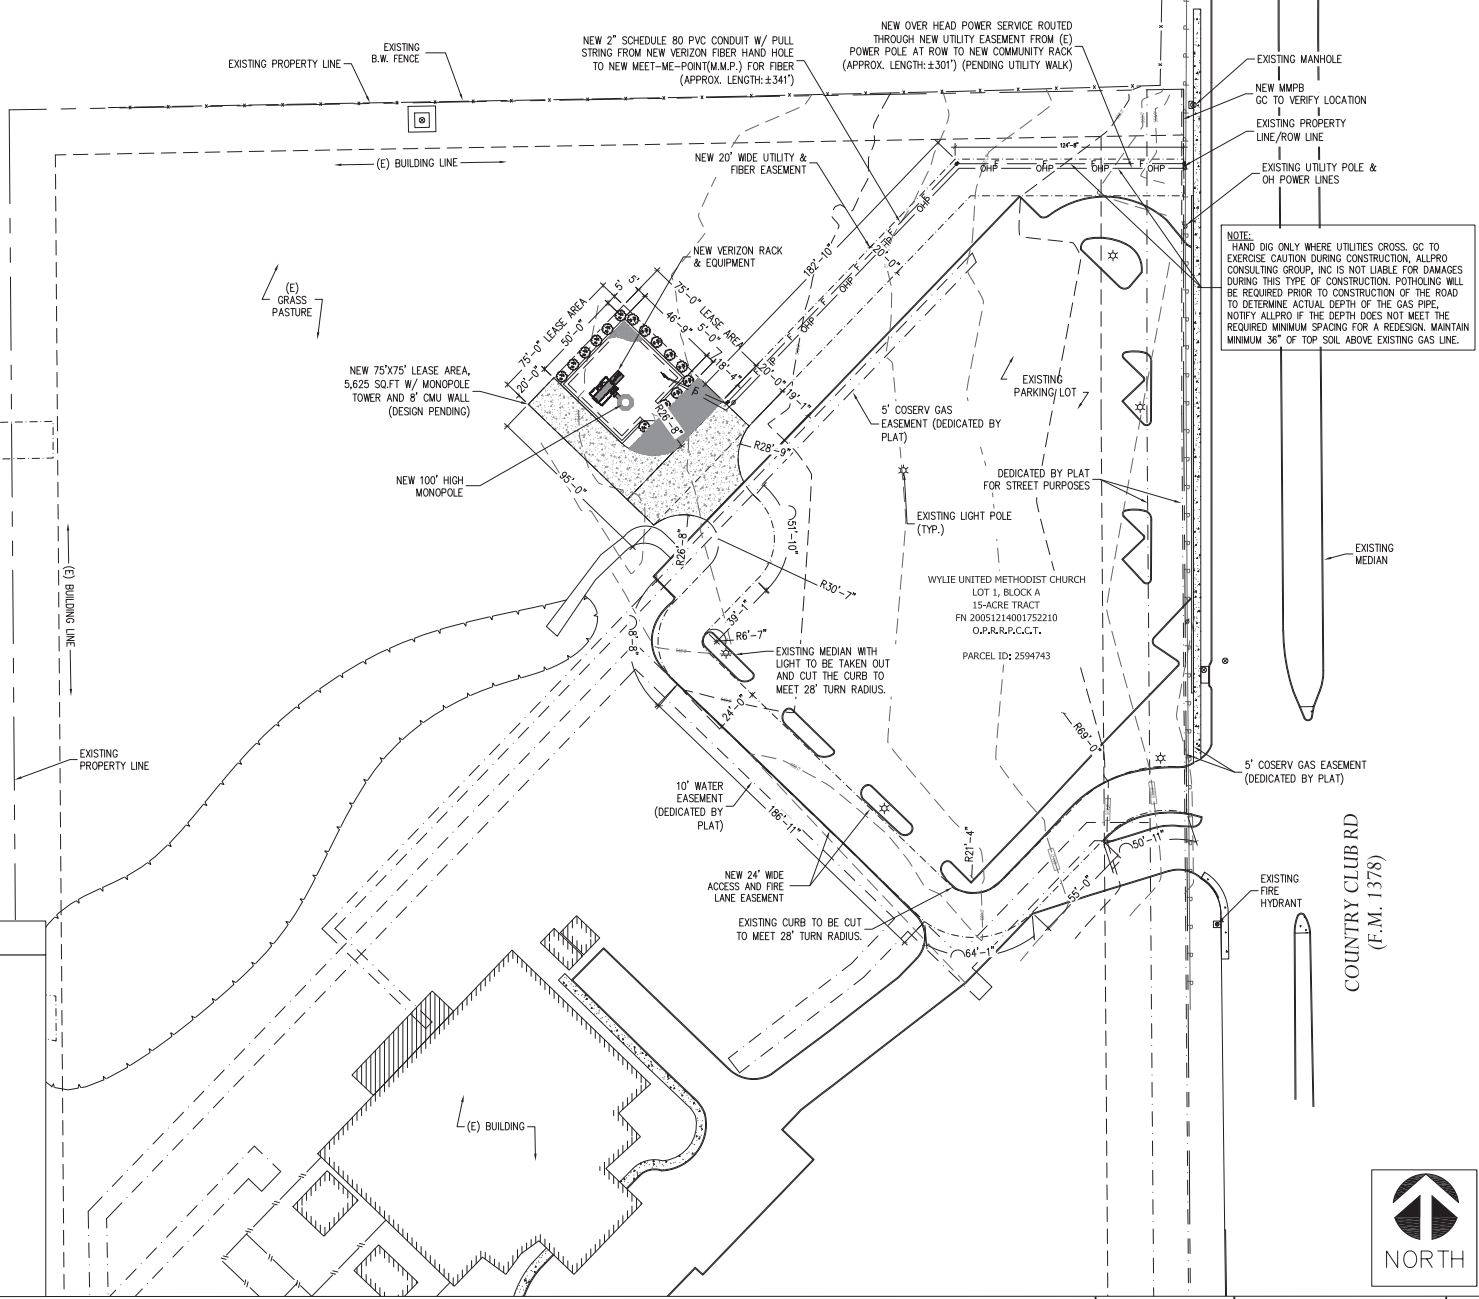 EXISTING
B.W. FENCE
EXISTING PROPERTY LINE
NEW 2" SCHEDULE 80 PVC CONDUIT W/ PULL
STRING FROM NEW VERIZON FIBER HAND HOLE
TO NEW MEET-ME-POINT(M.M.P.) FOR FIBER
(APPROX. LENGTH:±341')
NEW OVER HEAD POWER SERVICE ROUTED
THROUGH NEW UTILITY EASEMENT FROM (E)
POWER POLE AT ROW TO NEW COMMUNITY RACK
(APPROX. LENGTH:±301') (PENDING UTILITY WALK)
EXISTING MANHOLE
NEW MMPB
GC TO VERIFY LOCATION
EXISTING PROPERTY
LINE/ROW LINE
EXISTING UTILITY POLE &
OH POWER LINES
(E) BUILDING LINE
NEW 20' WIDE UTILITY &
FIBER EASEMENT
124'-8"
F
F
F
F
OHP
OHP
OHP
OHP
OHP
OHP
OHP
OHP
182'-10"
20'-0"
NOTE:
HAND DIG ONLY WHERE UTILITIES CROSS. GC TO
EXERCISE CAUTION DURING CONSTRUCTION, ALLPRO
CONSULTING GROUP, INC IS NOT LIABLE FOR DAMAGES
DURING THIS TYPE OF CONSTRUCTION. POTHOLING WILL
BE REQUIRED PRIOR TO CONSTRUCTION OF THE ROAD
TO DETERMINE ACTUAL DEPTH OF THE GAS PIPE,
NOTIFY ALLPRO IF THE DEPTH DOES NOT MEET THE
REQUIRED MINIMUM SPACING FOR A REDESIGN. MAINTAIN
MINIMUM 36" OF TOP SOIL ABOVE EXISTING GAS LINE.
NEW VERIZON RACK
& EQUIPMENT
(E)
GRASS
PASTURE
5'
5'
75'-0" LEASE AREA
46'-9"
5'-0"
18'-4"
75'-0" LEASE AREA
50'-0"
20'-0"
20'-0"
19'-1"
NEW 75'X75' LEASE AREA,
5,625 SQ.FT W/ MONOPOLE
TOWER AND 8' CMU WALL
(DESIGN PENDING)
R26'-8"
R28'-9"
EXISTING
PARKING LOT
5' COSERV GAS
EASEMENT (DEDICATED BY
PLAT)
NEW 100' HIGH
MONOPOLE
95'-0"
DEDICATED BY PLAT
FOR STREET PURPOSES
EXISTING LIGHT POLE
(TYP.)
51'-10"
R26'-8"
EXISTING
MEDIAN
(E) BUILDING LINE
R30'-7"
WYLIE UNITED METHODIST CHURCH
LOT 1, BLOCK A
15-ACRE TRACT
FN 20051214001752210
O.P.R.R.P.C.C.T.
PARCEL ID: 2594743
39'-1"
R6'-7"
8'-8"
EXISTING MEDIAN WITH
LIGHT TO BE TAKEN OUT
AND CUT THE CURB TO
MEET 28' TURN RADIUS.
24'-0"
R69'-0"
EXISTING
PROPERTY LINE
5' COSERV GAS EASEMENT
(DEDICATED BY PLAT)
10' WATER
EASEMENT
(DEDICATED BY
PLAT)
186'-11"
R21'-4"
50'-11"
NEW 24' WIDE
ACCESS AND FIRE
LANE EASEMENT
55'-0"
EXISTING
FIRE
HYDRANT
COUNTRY CLUB RD
(F.M. 1378)
EXISTING CURB TO BE CUT
TO MEET 28' TURN RADIUS.
64'-1"
(E) BUILDING
NORTH